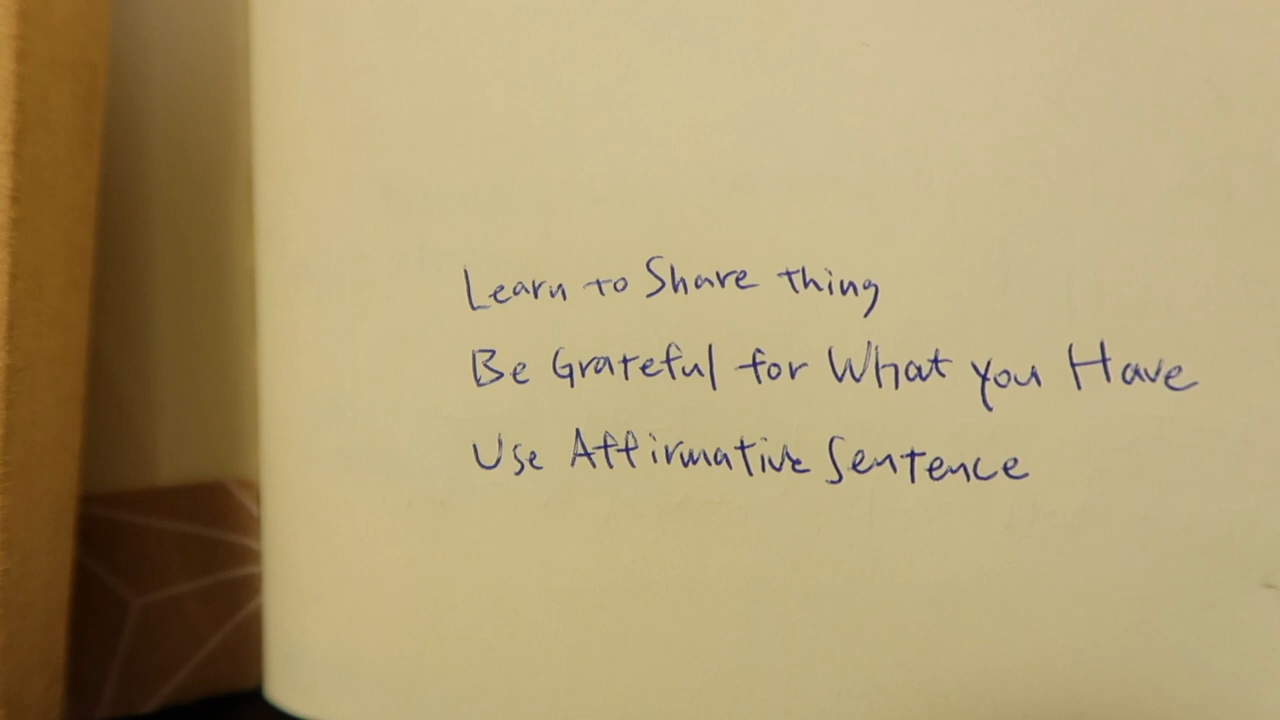 Learn to Share thing
Be Grateful for What you Have
Use Affirmative Sentence